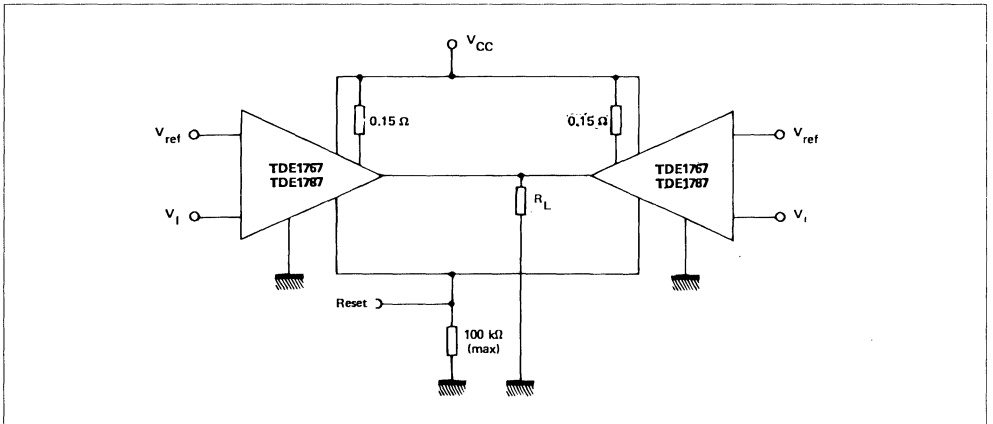 V_CC
0.15 Ω
0.15 Ω
V_ref
TDE1767
TDE1787
V_I
V_ref
TDE1767
TDE1787
V_I
R_L
Reset
100 kΩ
(max)